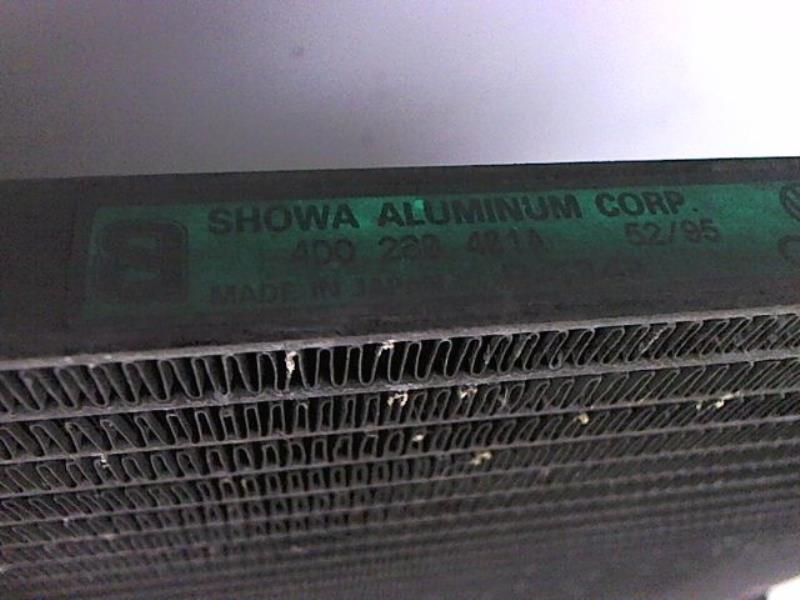 S SHOWA ALUMINUM CORP.
4D0 260 401A 52/95
MADE IN JAPAN